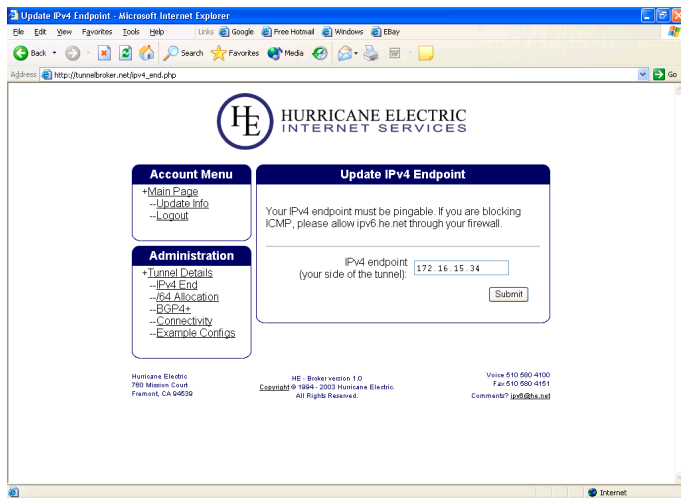 Update IPv4 Endpoint - Microsoft Internet Explorer
File Edit View Favorites Tools Help Links Google Free Hotmail Windows EBay
Back Search Favorites Media
Address http://tunnelbroker.net/ipv4_end.php Go
HE HURRICANE ELECTRIC
INTERNET SERVICES
Account Menu
+Main Page
--Update Info
--Logout
Administration
+Tunnel Details
--IPv4 End
--/64 Allocation
--BGP4+
--Connectivity
--Example Configs
Update IPv4 Endpoint
Your IPv4 endpoint must be pingable. If you are blocking
ICMP, please allow ipv6.he.net through your firewall.
IPv4 endpoint
(your side of the tunnel):
172.16.15.34
Submit
Hurricane Electric
760 Mission Court
Fremont, CA 94539
HE - Broker version 1.0
Copyright © 1994 - 2003 Hurricane Electric.
All Rights Reserved.
Voice 510 580 4100
Fax 510 580 4151
Comments? ipv6@he.net
Internet